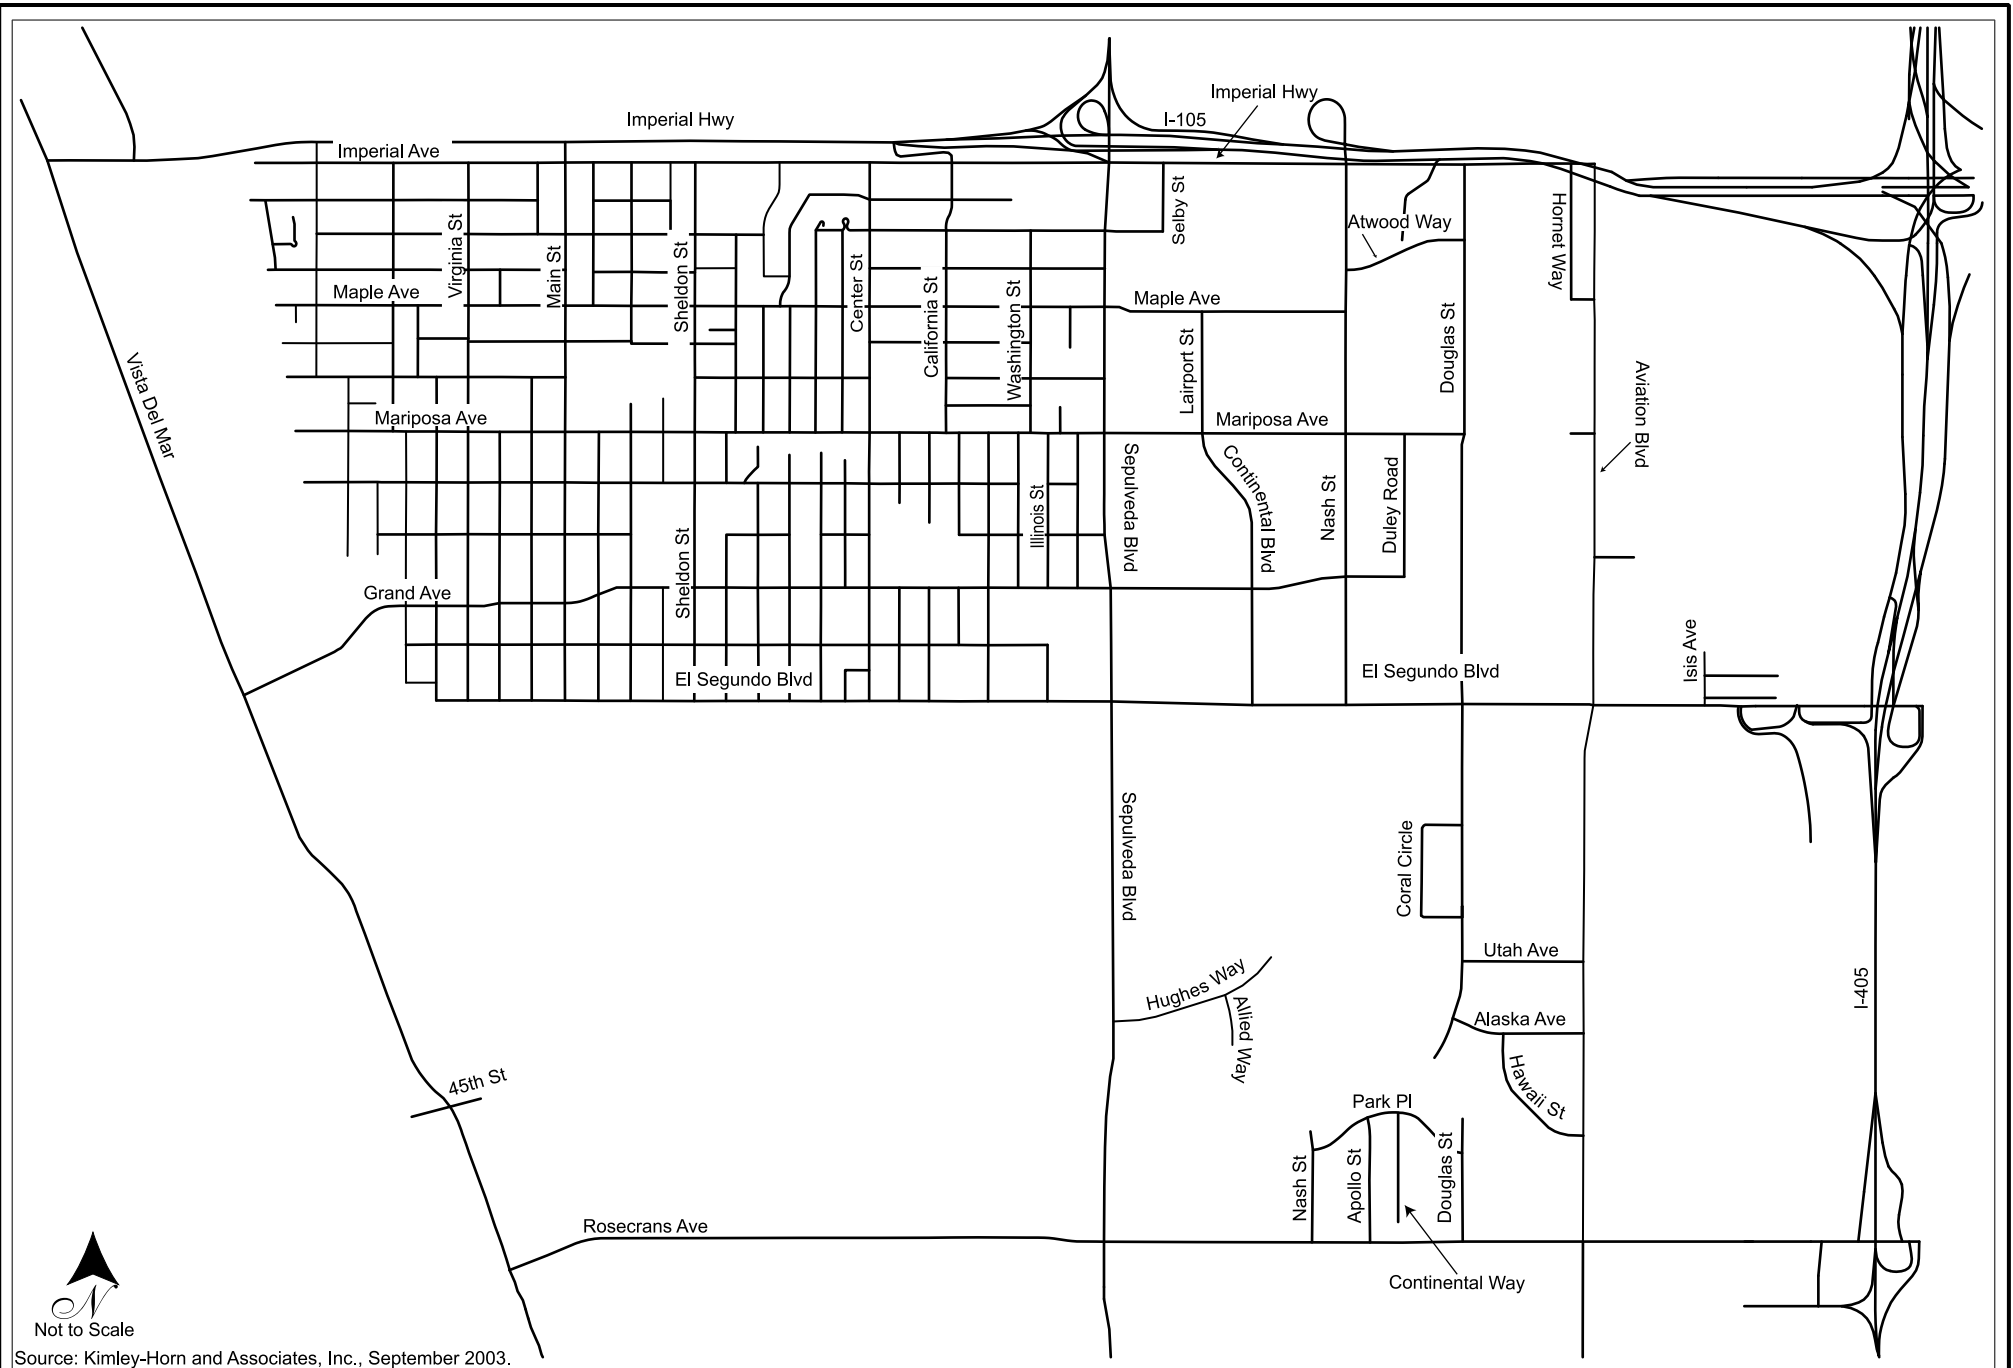 Imperial Hwy
Imperial Hwy
I-105
Imperial Ave
Selby St
Atwood Way
Hornet Way
Virginia St
Main St
Sheldon St
Center St
California St
Washington St
Maple Ave
Maple Ave
Douglas St
Lairport St
Vista Del Mar
Aviation Blvd
Mariposa Ave
Mariposa Ave
Sepulveda Blvd
Continental Blvd
Nash St
Duley Road
Illinois St
Sheldon St
Grand Ave
Isis Ave
El Segundo Blvd
El Segundo Blvd
Sepulveda Blvd
Coral Circle
Utah Ave
Hughes Way
Allied Way
I-405
Alaska Ave
Hawaii St
45th St
Park Pl
Nash St
Apollo St
Douglas St
Rosecrans Ave
Continental Way
N
Not to Scale
Source: Kimley-Horn and Associates, Inc., September 2003.